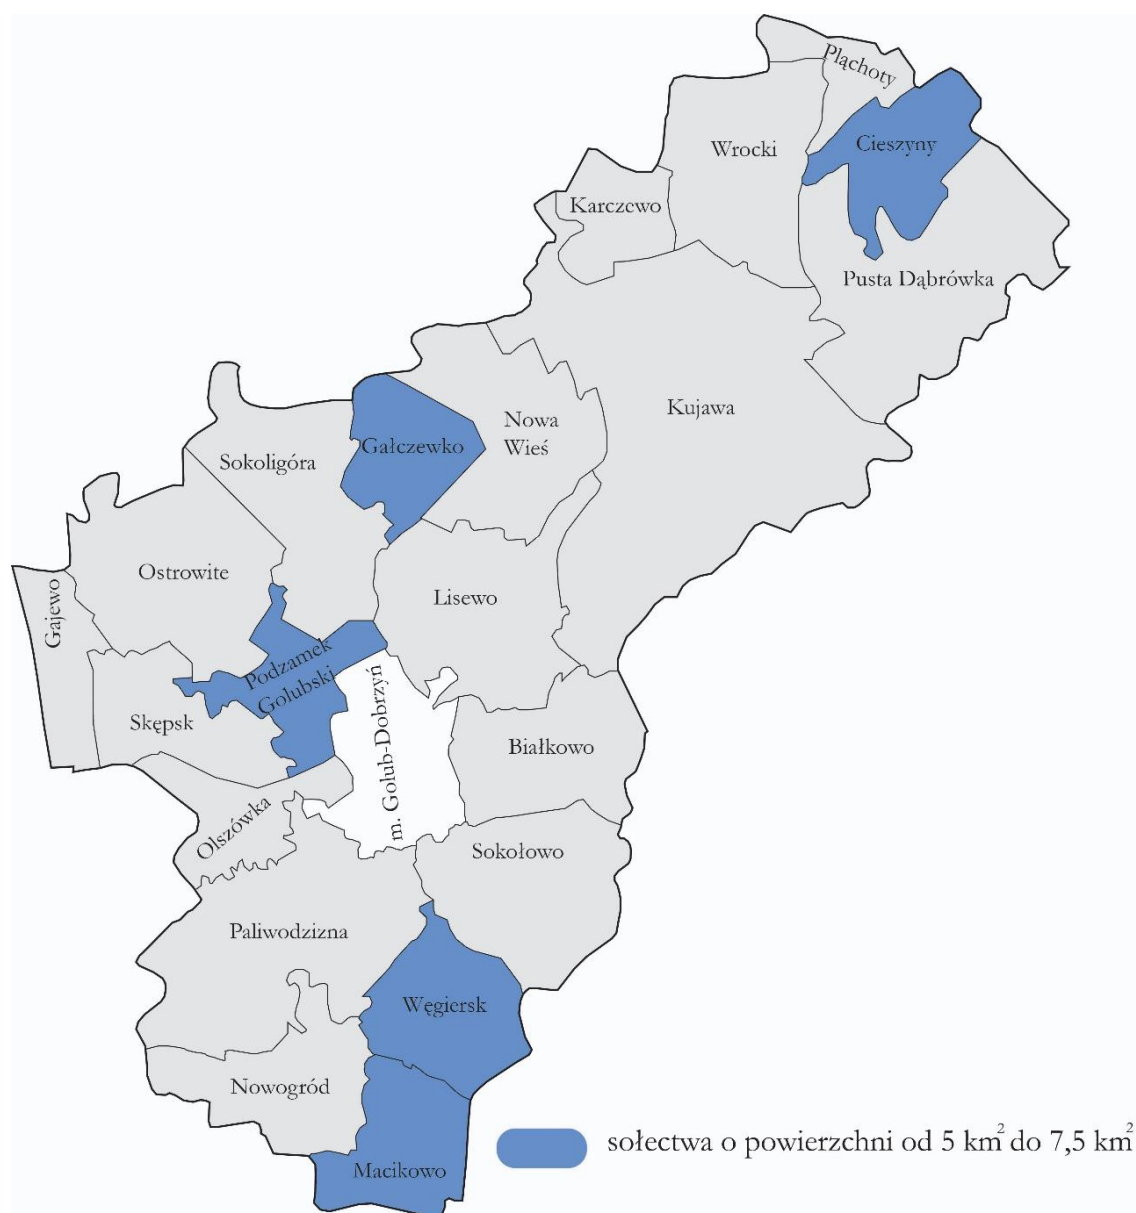 Pląchoty
Cieszyny
Wrocki
Karczewo
Pusta Dąbrówka
Kujawa
Nowa
Wieś
Gałczewko
Sokoligóra
Ostrowite
Lisewo
Gajewo
Podzamek
Golubski
Skępsk
m. Golub-Dobrzyń
Białkowo
Olszówka
Sokołowo
Paliwodzizna
Węgiersk
Nowogród
sołectwa o powierzchni od 5 km² do 7,5 km²
Macikowo